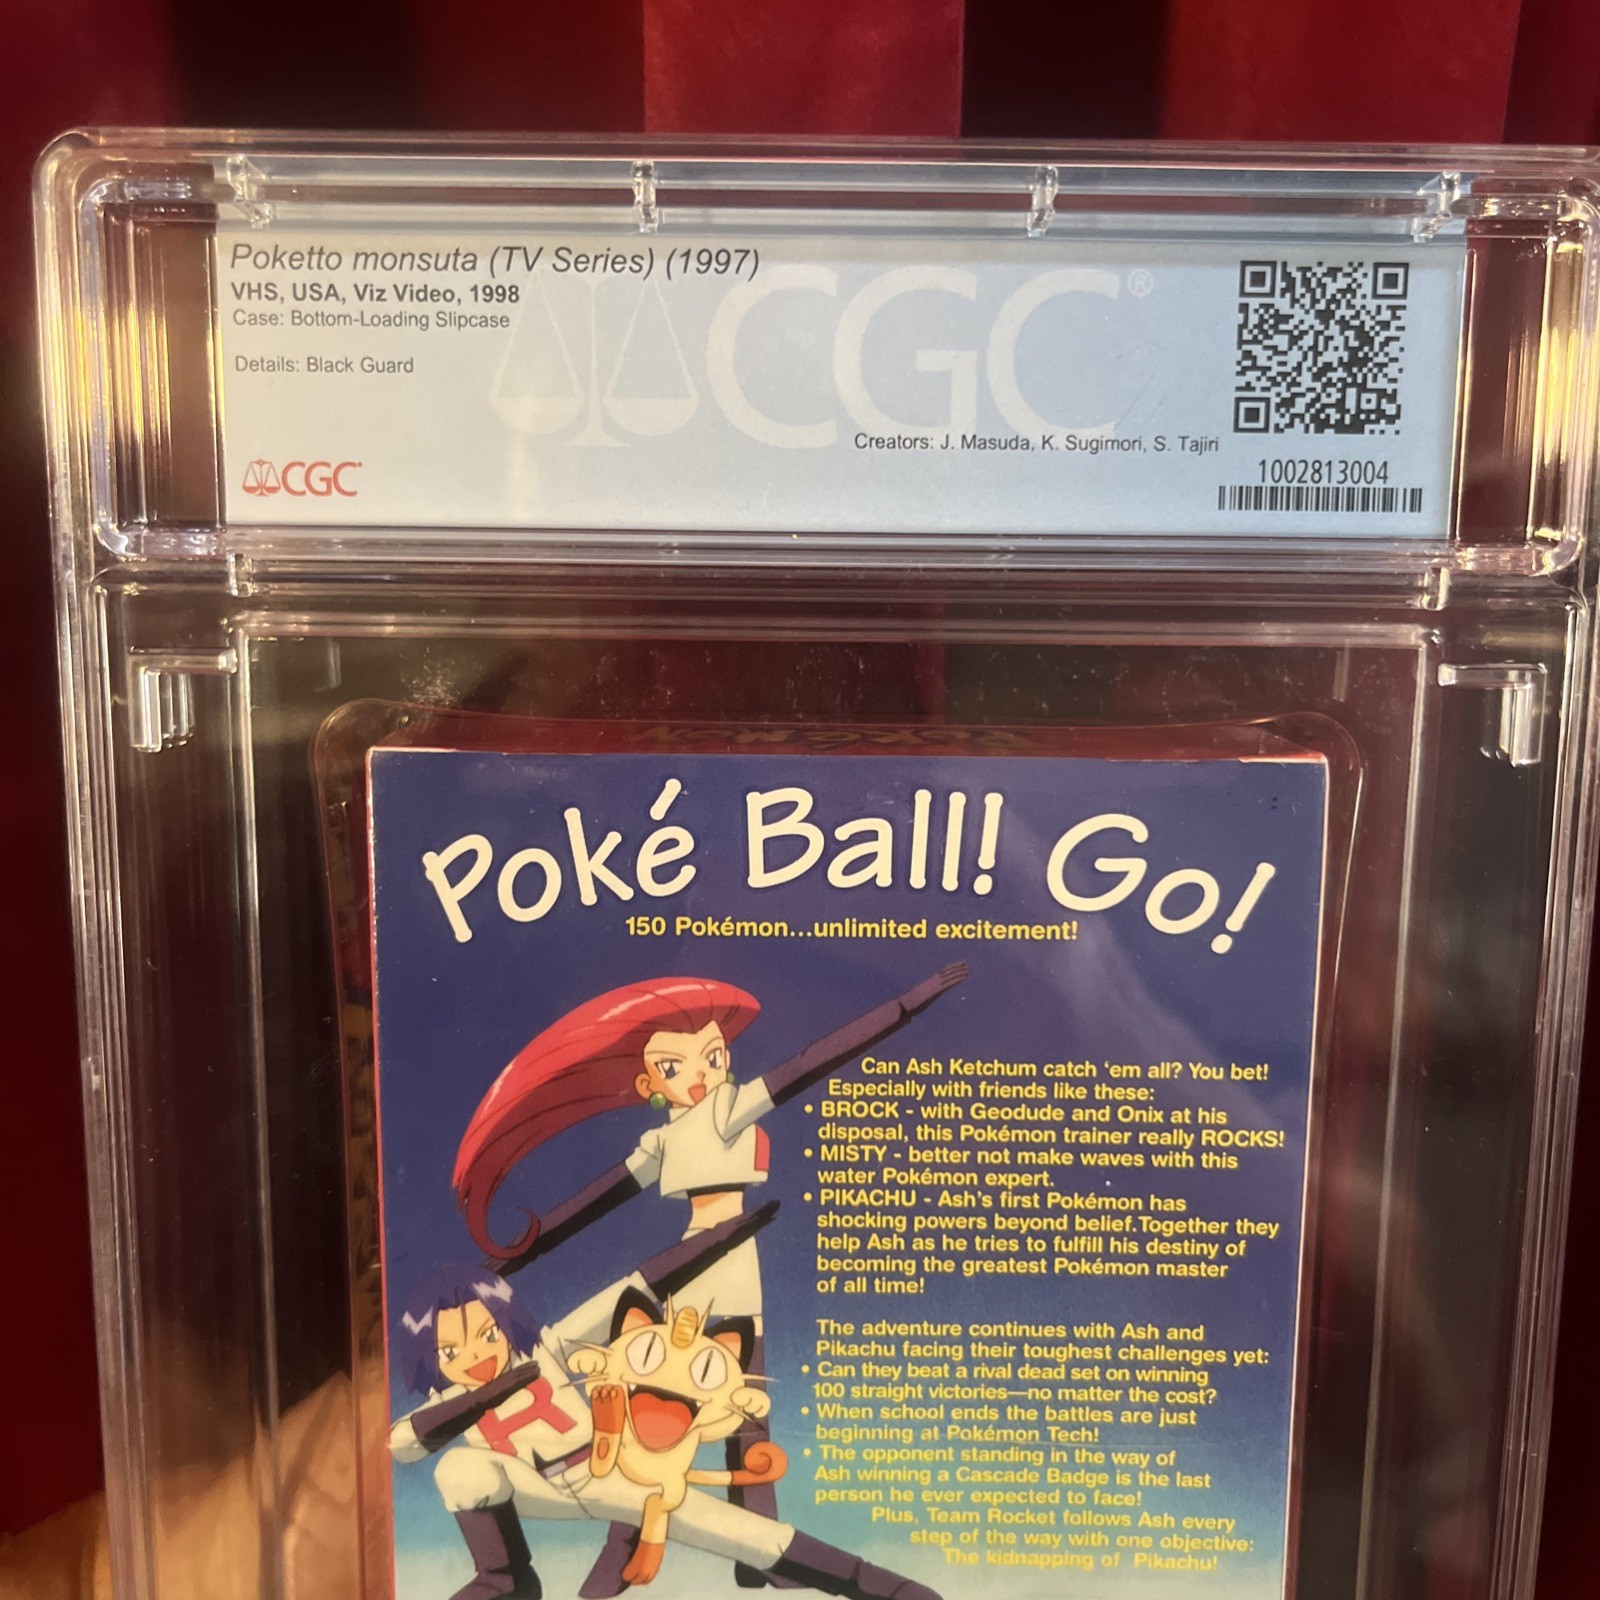 Poketto monsuta (TV Series) (1997)
VHS, USA, Viz Video, 1998
Case: Bottom-Loading Slipcase
Details: Black Guard
CGC®
Creators: J. Masuda, K. Sugimori, S. Tajiri
CGC
1002813004
POKéMON
Poké Ball! Go!
150 Pokémon...unlimited excitement!
Can Ash Ketchum catch 'em all? You bet!
Especially with friends like these:
• BROCK - with Geodude and Onix at his
disposal, this Pokémon trainer really ROCKS!
• MISTY - better not make waves with this
water Pokémon expert.
• PIKACHU - Ash's first Pokémon has
shocking powers beyond belief. Together they
help Ash as he tries to fulfill his destiny of
becoming the greatest Pokémon master
of all time!
The adventure continues with Ash and
Pikachu facing their toughest challenges yet:
• Can they beat a rival dead set on winning
100 straight victories—no matter the cost?
• When school ends the battles are just
beginning at Pokémon Tech!
• The opponent standing in the way of
Ash winning a Cascade Badge is the last
person he ever expected to face!
Plus, Team Rocket follows Ash every
step of the way with one objective:
The kidnapping of Pikachu!
R